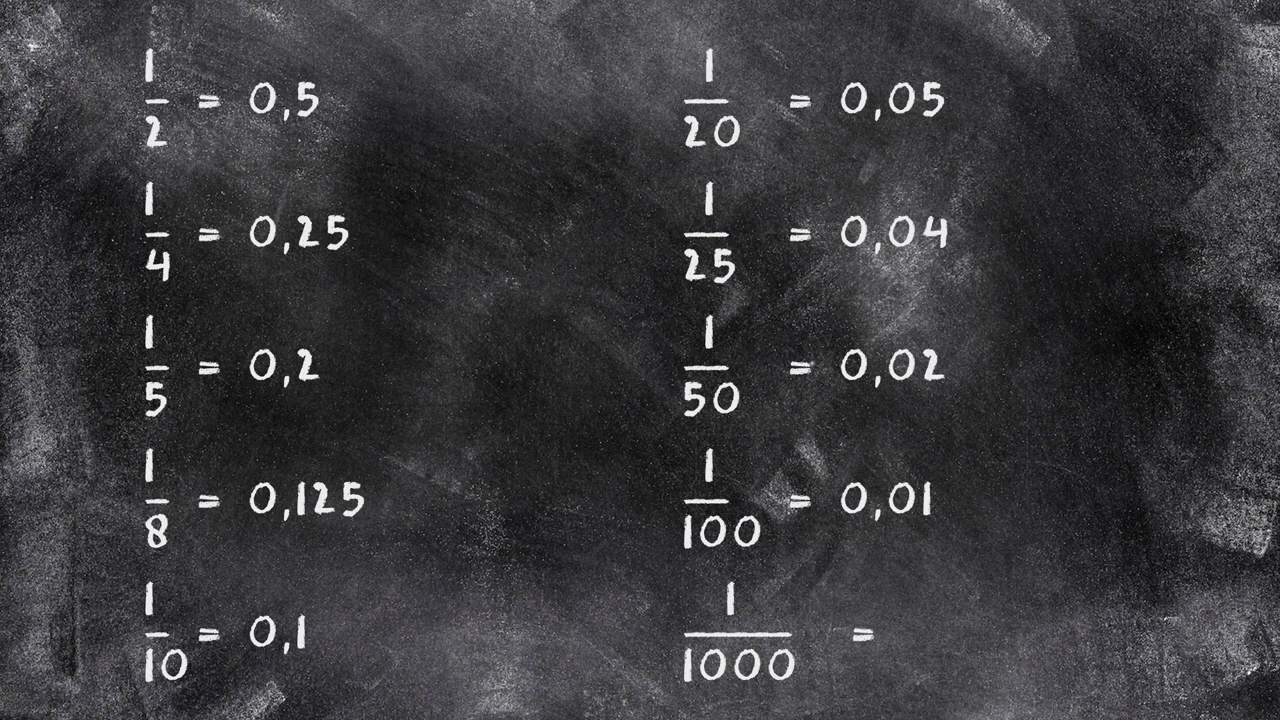 1/2 = 0,5
1/4 = 0,25
1/5 = 0,2
1/8 = 0,125
1/10 = 0,1
1/20 = 0,05
1/25 = 0,04
1/50 = 0,02
1/100 = 0,01
1/1000 =